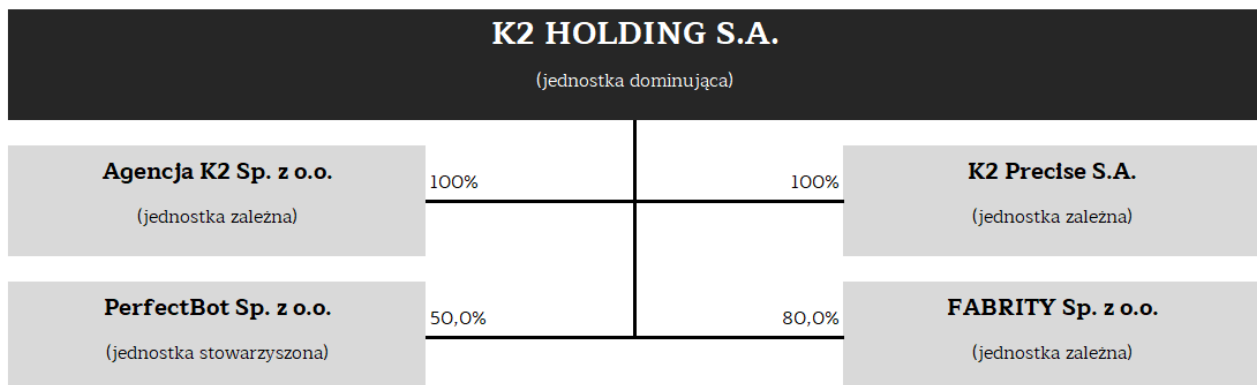 K2 HOLDING S.A.
(jednostka dominująca)
Agencja K2 Sp. z o.o.
(jednostka zależna)
100%
100%
K2 Precise S.A.
(jednostka zależna)
PerfectBot Sp. z o.o.
(jednostka stowarzyszona)
50,0%
80,0%
FABRITY Sp. z o.o.
(jednostka zależna)